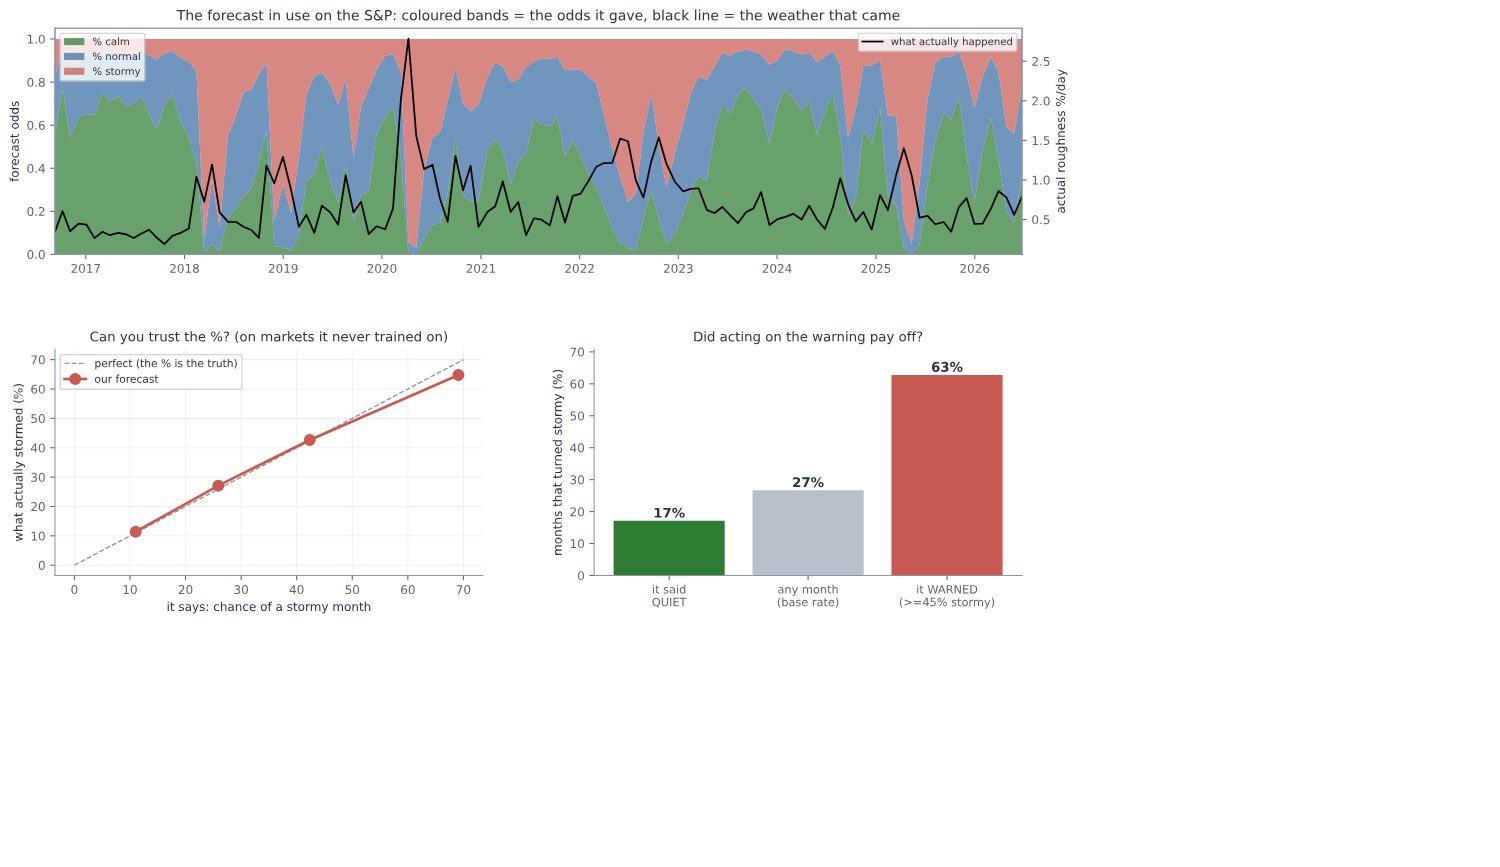 The forecast in use on the S&P: coloured bands = the odds it gave, black line = the weather that came
% calm
% normal
% stormy
what actually happened
forecast odds
1.0
0.8
0.6
0.4
0.2
0.0
actual roughness %/day
2.5
2.0
1.5
1.0
0.5
2017 2018 2019 2020 2021 2022 2023 2024 2025 2026
Can you trust the %? (on markets it never trained on)
perfect (the % is the truth)
our forecast
what actually stormed (%)
70
60
50
40
30
20
10
0
0 10 20 30 40 50 60 70
it says: chance of a stormy month
Did acting on the warning pay off?
months that turned stormy (%)
70
60
50
40
30
20
10
0
17%
27%
63%
it said
QUIET
any month
(base rate)
it WARNED
(>=45% stormy)